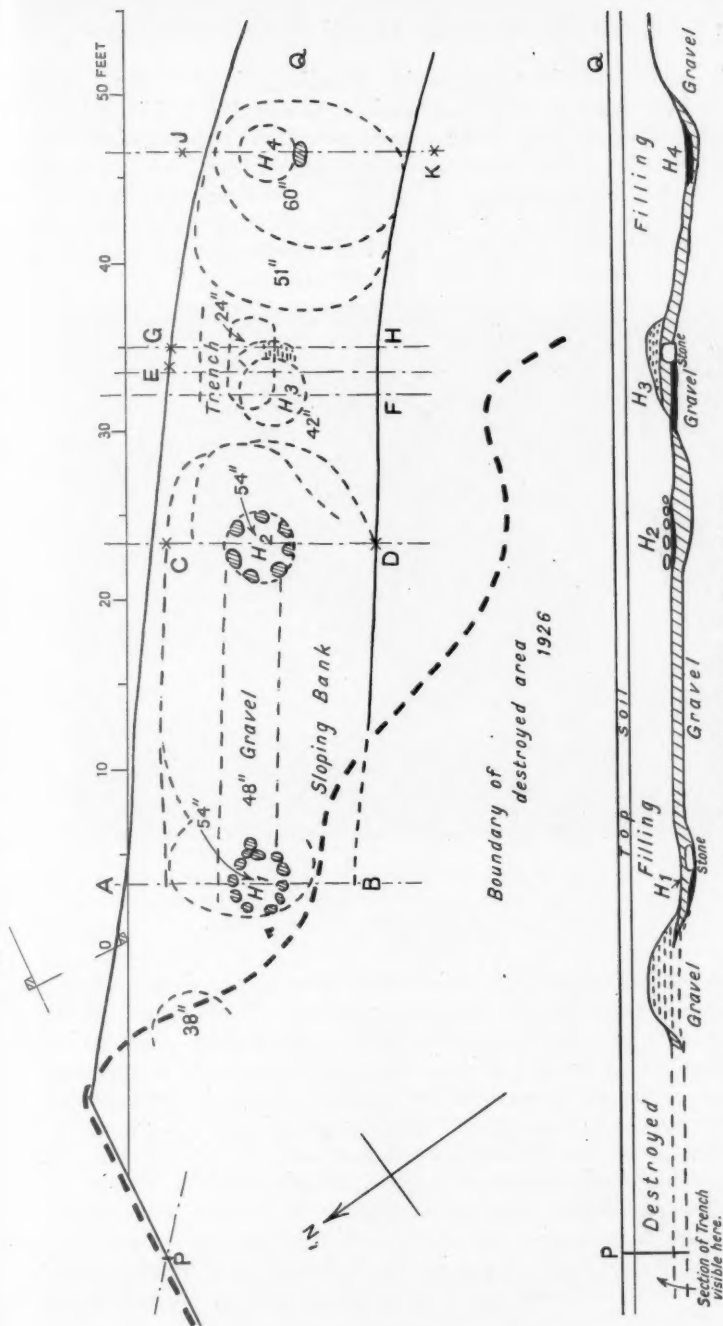 0
10
20
30
40
50 FEET
P
A
C
E
G
J
Q
38"
54"
H1
48" Gravel
Sloping Bank
B
54"
H2
D
Trench
24"
H3
42"
F
H
51"
60"
H4
K
N
Boundary of
destroyed area
1926
P
Q
Top Soil
Destroyed
Section of Trench
visible here.
Gravel
H1
Filling
Stone
Gravel
H2
H3
Gravel
Stone
Filling
H4
Gravel